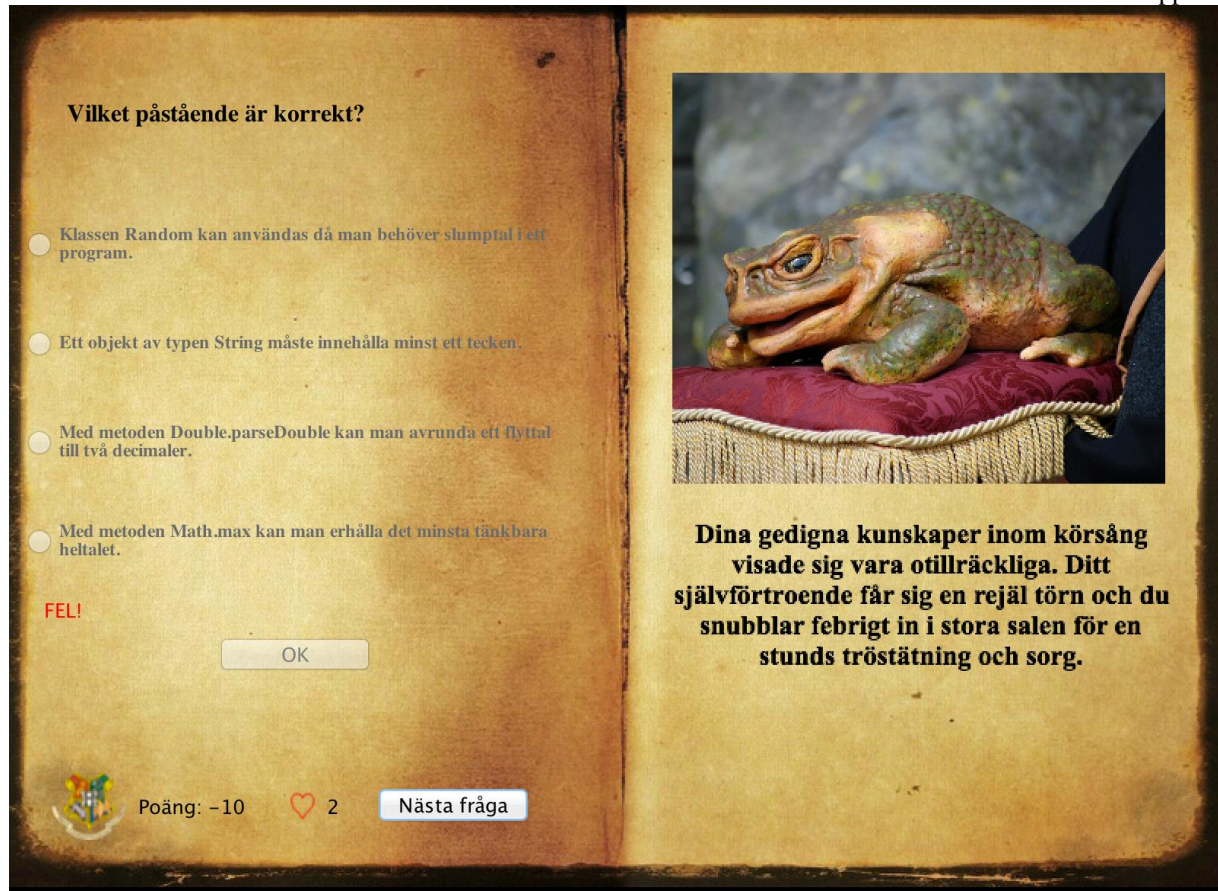 Vilket påstående är korrekt?
Klassen Random kan användas då man behöver slumptal i ett
program.
Ett objekt av typen String måste innehålla minst ett tecken.
Med metoden Double.parseDouble kan man avrunda ett flyttal
till två decimaler.
Med metoden Math.max kan man erhålla det minsta tänkbara
heltalet.
FEL!
OK
Poäng: −10
2
Nästa fråga
Dina gedigna kunskaper inom körsång
visade sig vara otillräckliga. Ditt
självförtroende får sig en rejäl törn och du
snubblar febrigt in i stora salen för en
stunds tröstätning och sorg.